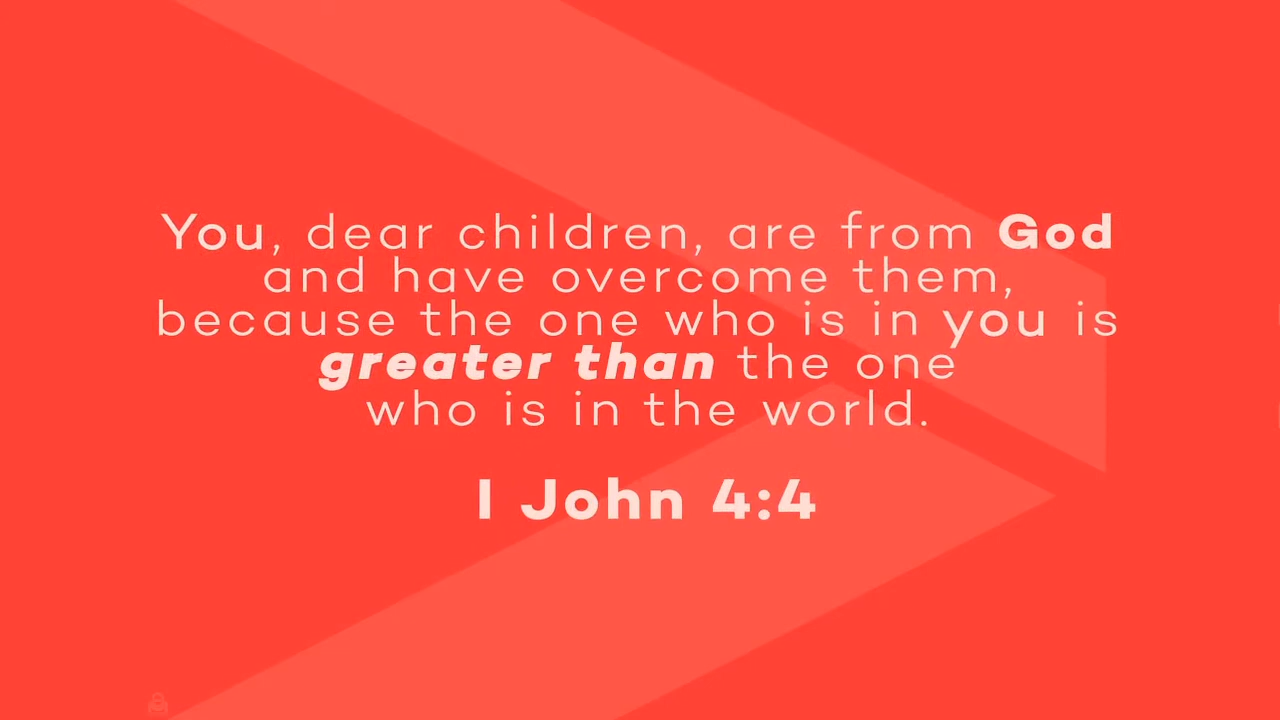 You, dear children, are from God
and have overcome them,
because the one who is in you is
greater than the one
who is in the world.
I John 4:4